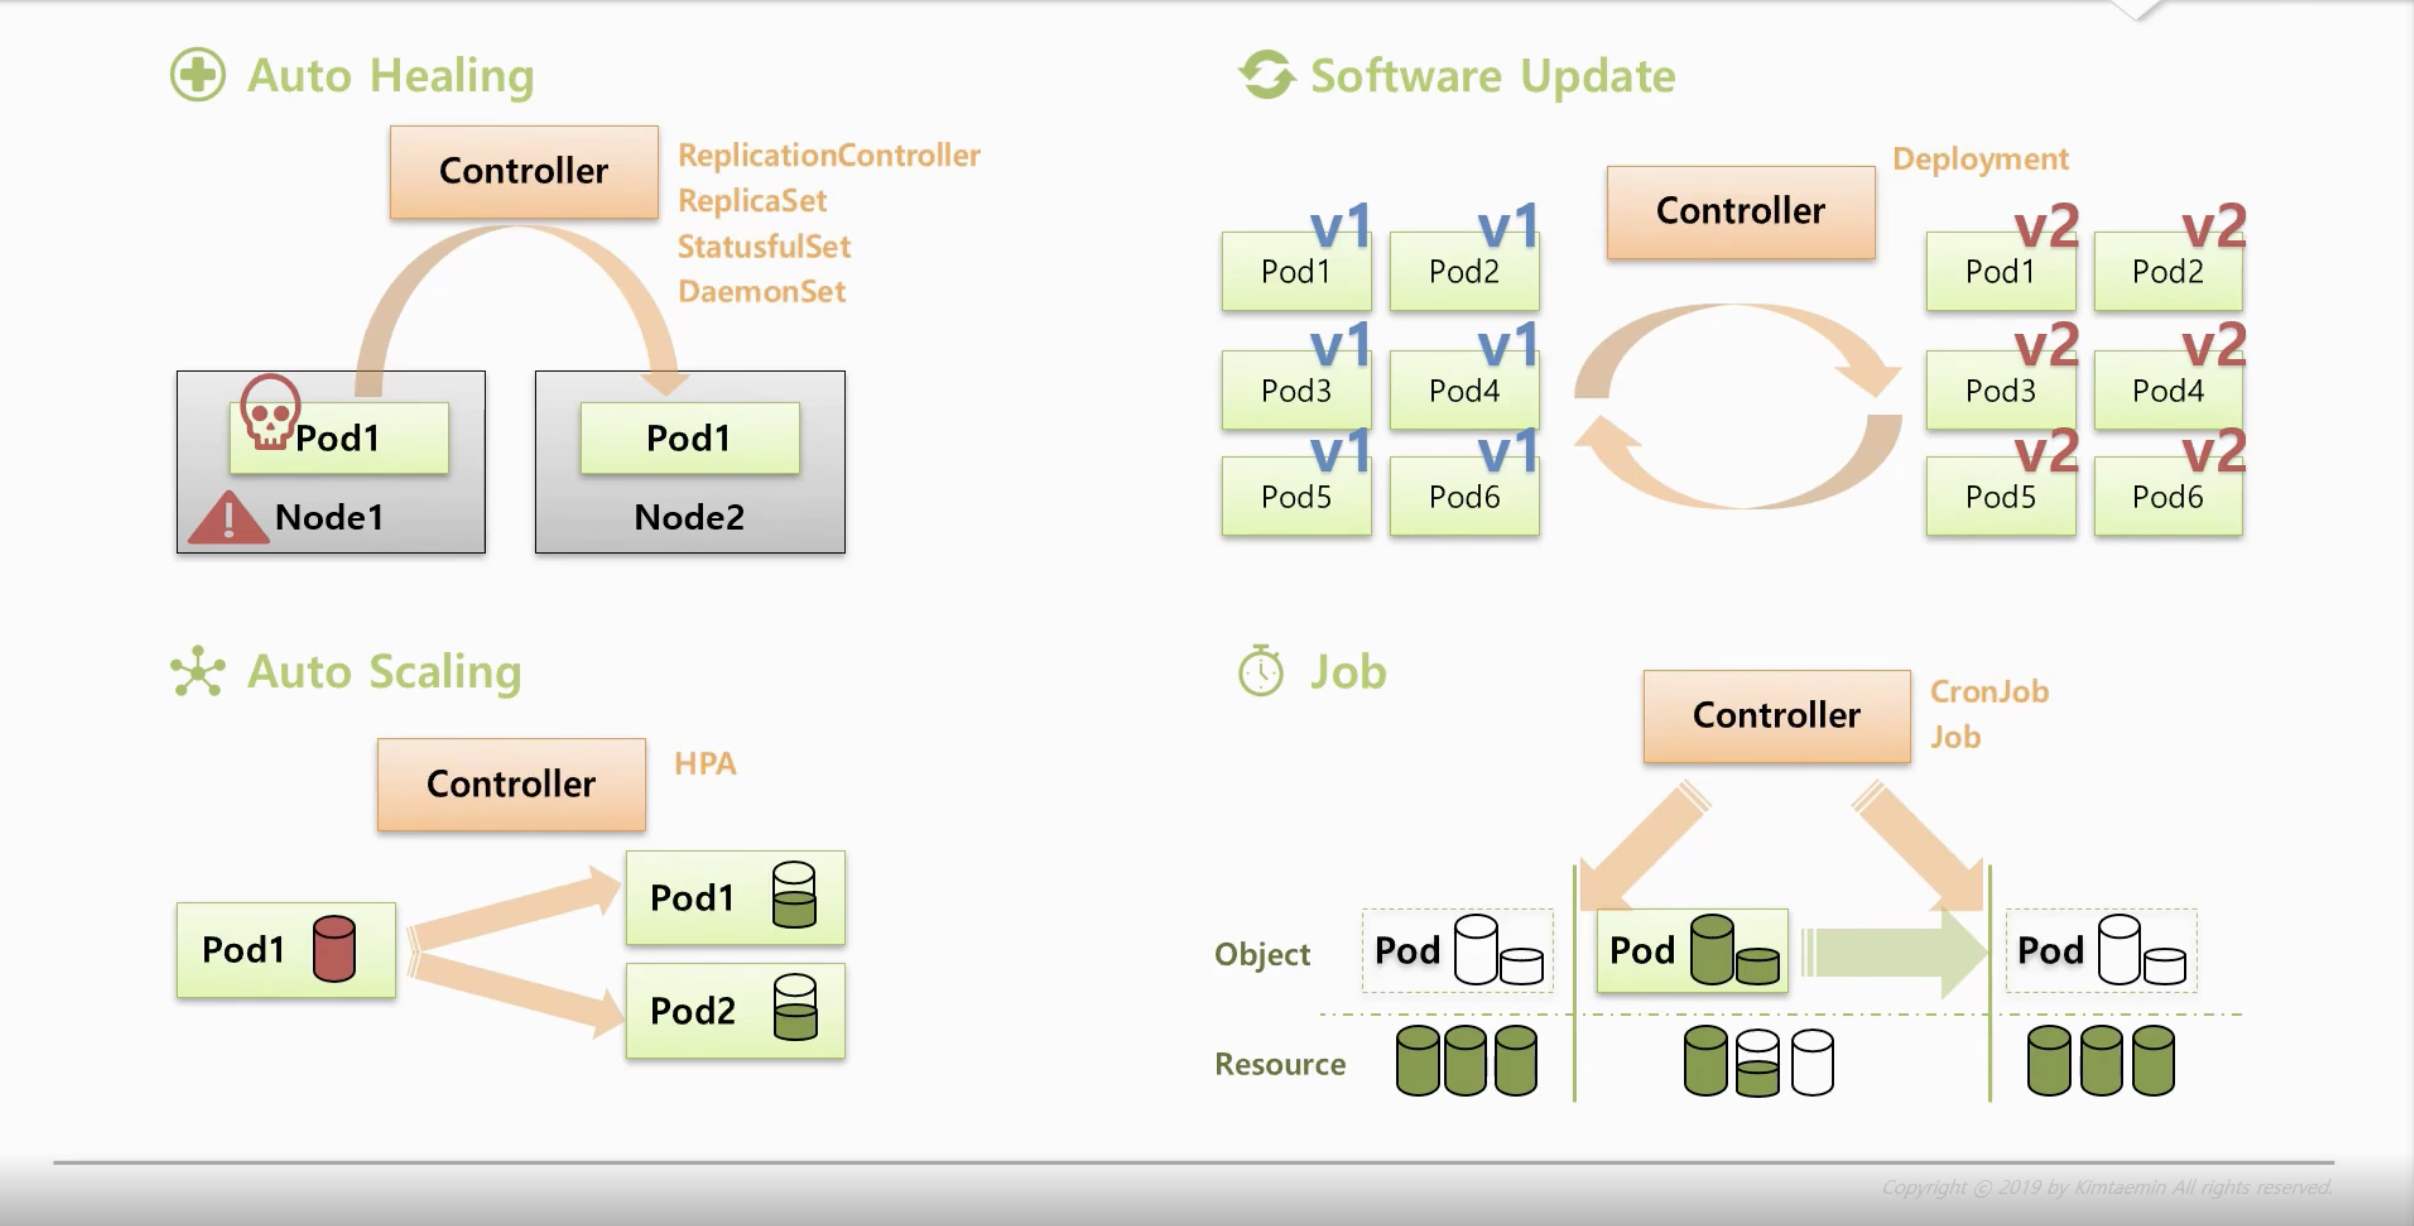 Auto Healing
Controller
ReplicationController
ReplicaSet
StatusfulSet
DaemonSet
Pod1
Node1
Pod1
Node2
Software Update
Controller
Deployment
v1
v1
Pod1
Pod2
v1
v1
Pod3
Pod4
v1
v1
Pod5
Pod6
v2
v2
Pod1
Pod2
v2
v2
Pod3
Pod4
v2
v2
Pod5
Pod6
Auto Scaling
Controller
HPA
Pod1
Pod1
Pod2
Job
Controller
CronJob
Job
Object
Pod
Pod
Pod
Resource
Copyright ⓒ 2019 by Kimtaemin All rights reserved.